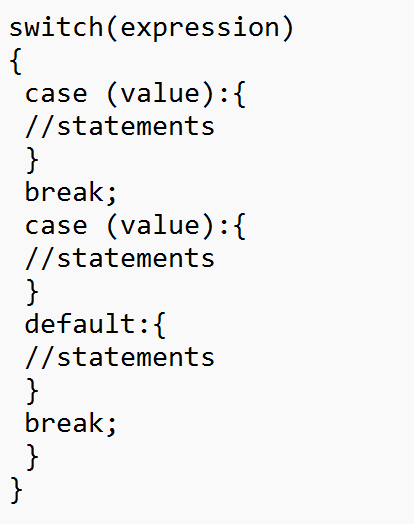 switch(expression)
{
case (value):{
//statements
}
break;
case (value):{
//statements
}
default:{
//statements
}
break;
}
}